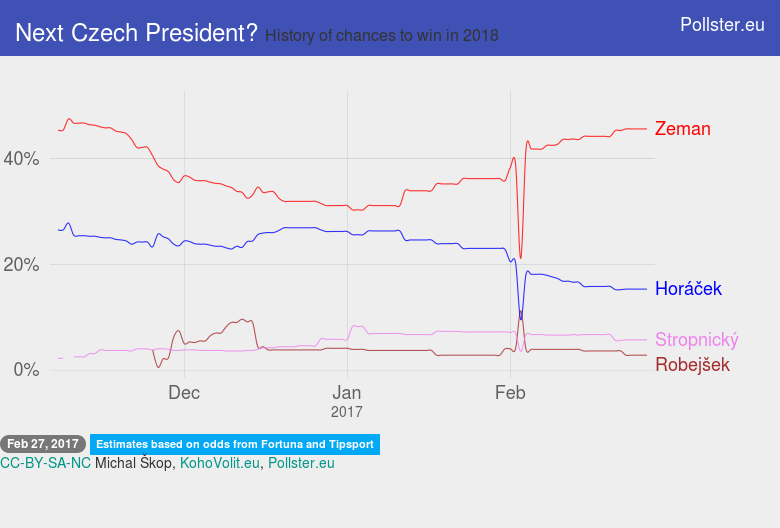 Next Czech President? History of chances to win in 2018
Pollster.eu
Zeman
40%
Horáček
20%
Stropnický
Robejšek
0%
Dec
Jan
Feb
2017
Feb 27, 2017 Estimates based on odds from Fortuna and Tipsport
CC-BY-SA-NC Michal Škop, KohoVolit.eu, Pollster.eu